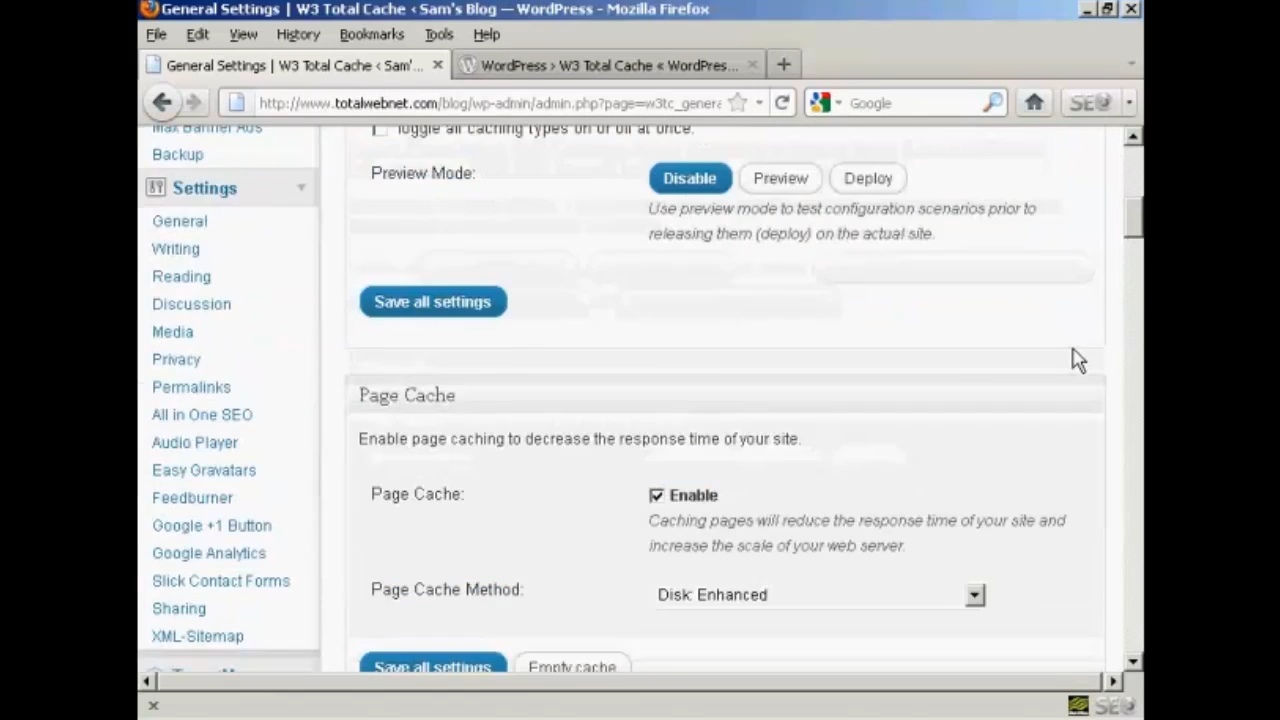 General Settings | W3 Total Cache ‹ Sam's Blog — WordPress - Mozilla Firefox
File Edit View History Bookmarks Tools Help
General Settings | W3 Total Cache ‹ Sam'... WordPress › W3 Total Cache « WordPres...
http://www.totalwebnet.com/blog/wp-admin/admin.php?page=w3tc_genera Google SEO
Max Banner Ads
Toggle all caching types on or off at once.
Backup
Preview Mode: Disable Preview Deploy
Settings
Use preview mode to test configuration scenarios prior to
releasing them (deploy) on the actual site.
General
Writing
Reading
Discussion
Save all settings
Media
Privacy
Permalinks
Page Cache
All in One SEO
Audio Player
Enable page caching to decrease the response time of your site.
Easy Gravatars
Feedburner
Page Cache: Enable
Google +1 Button
Caching pages will reduce the response time of your site and
increase the scale of your web server.
Google Analytics
Slick Contact Forms
Page Cache Method: Disk: Enhanced
Sharing
XML-Sitemap
Save all settings Empty cache
SEO